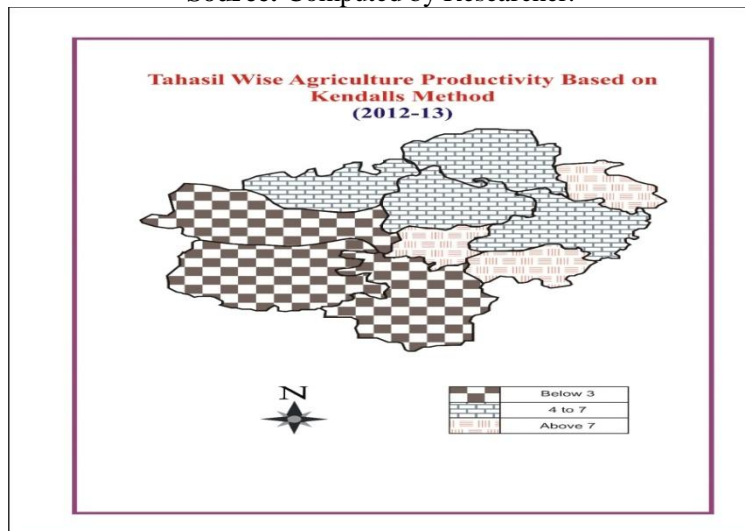 Source: Computed by Researcher.
Tahasil Wise Agriculture Productivity Based on
Kendalls Method
(2012-13)
N
Below 3
4 to 7
Above 7